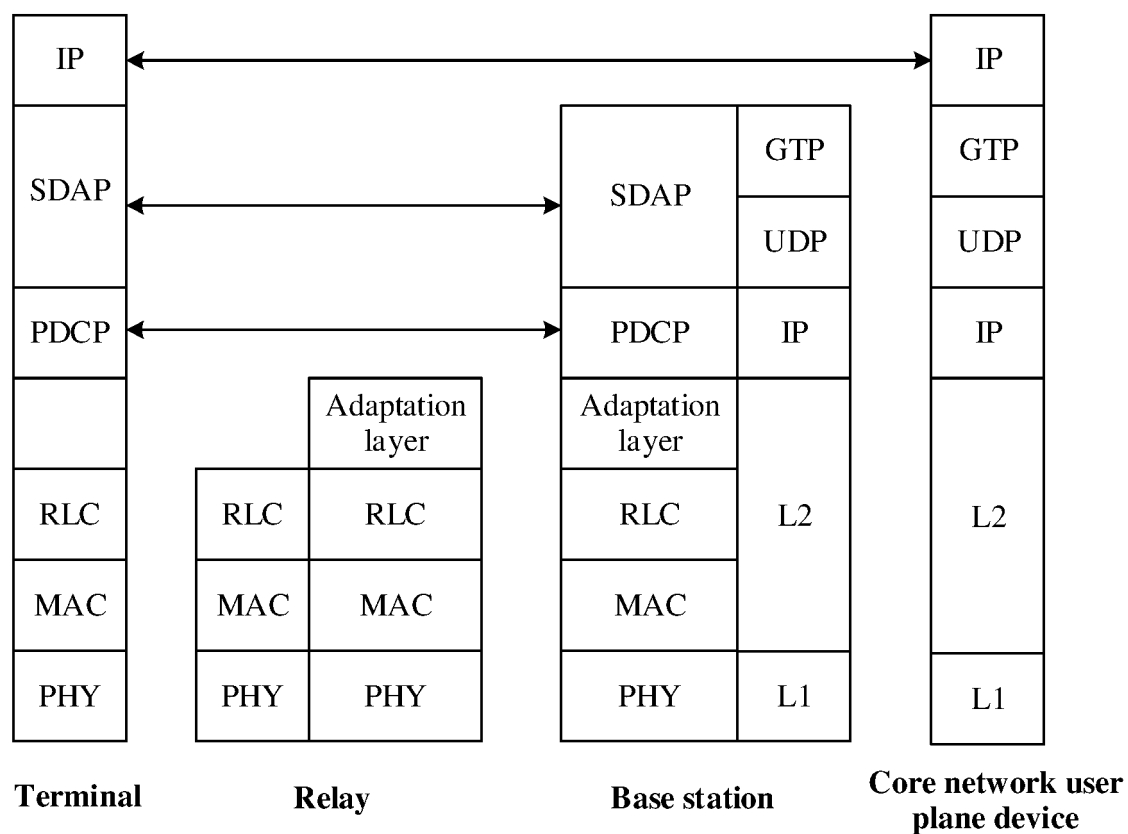 IP
IP
SDAP
SDAP
GTP
GTP
UDP
UDP
PDCP
PDCP
IP
IP
Adaptation
layer
Adaptation
layer
RLC
RLC
RLC
RLC
L2
L2
MAC
MAC
MAC
MAC
PHY
PHY
PHY
PHY
L1
L1
Terminal
Relay
Base station
Core network user
plane device